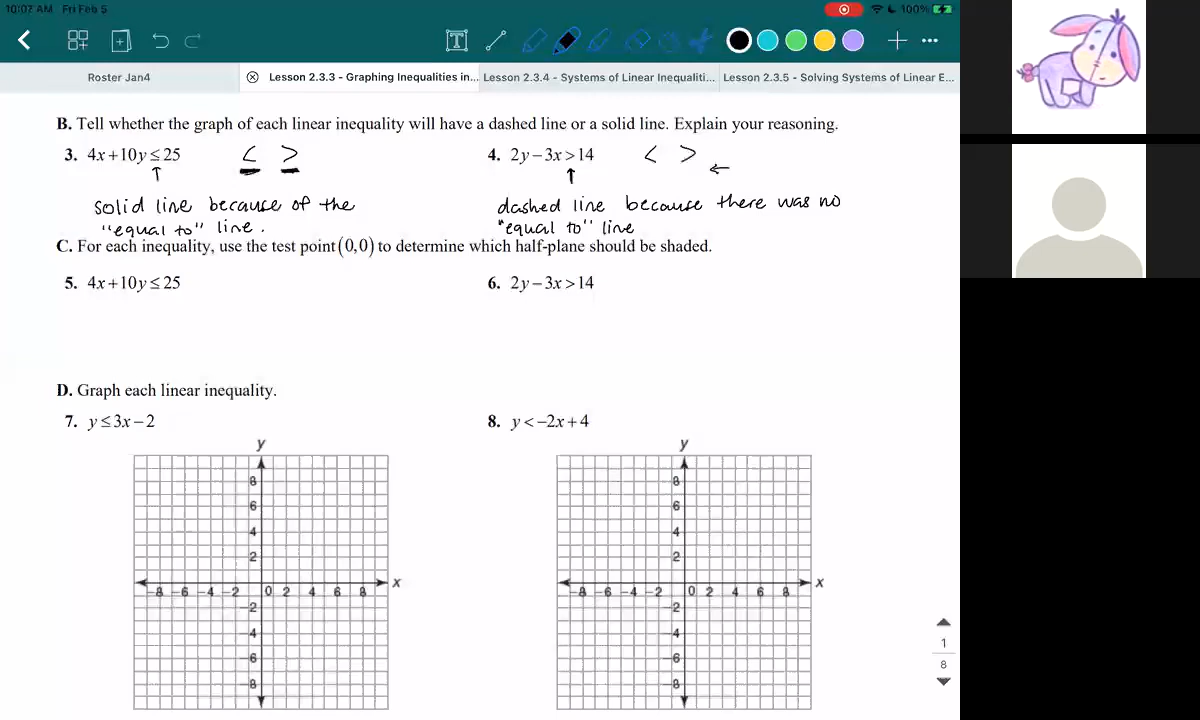 10:07 AM Fri Feb 5
100%
Roster Jan4
Lesson 2.3.3 - Graphing Inequalities in...
Lesson 2.3.4 - Systems of Linear Inequaliti...
Lesson 2.3.5 - Solving Systems of Linear E...
B. Tell whether the graph of each linear inequality will have a dashed line or a solid line. Explain your reasoning.
3. 4x+10y≤25 < >
solid line because of the
"equal to" line.
4. 2y−3x>14 < >
dashed line because there was no
"equal to" line
C. For each inequality, use the test point (0,0) to determine which half-plane should be shaded.
5. 4x+10y≤25
6. 2y−3x>14
D. Graph each linear inequality.
7. y≤3x−2
8. y<−2x+4
y
8
6
4
2
-8 -6 -4 -2 0 2 4 6 8 x
-2
-4
-6
-8
y
8
6
4
2
-8 -6 -4 -2 0 2 4 6 8 x
-2
-4
-6
-8
1
8